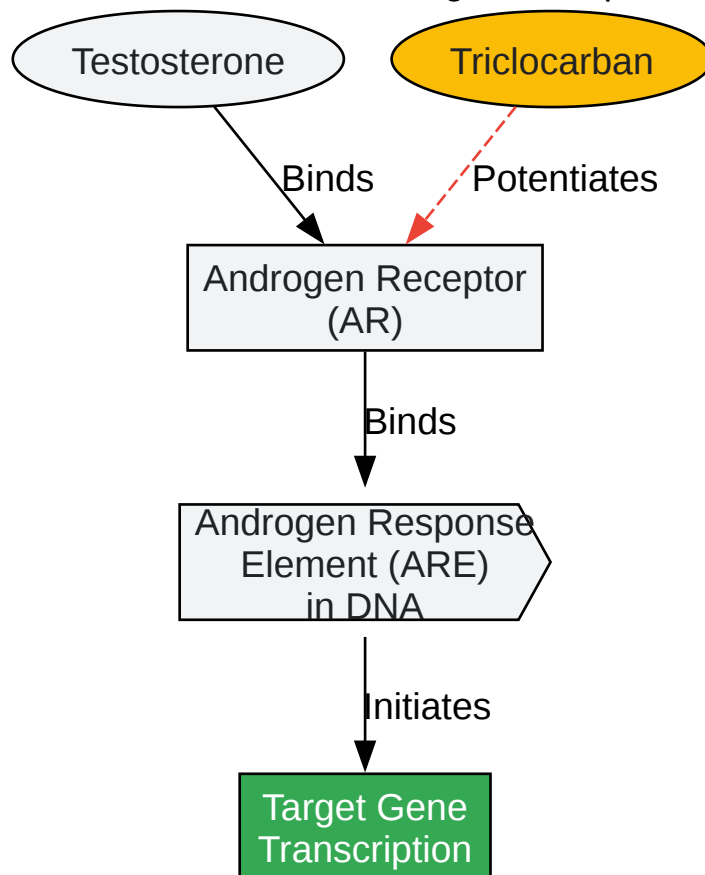 Testosterone
Triclocarban
Binds
Potentiates
Androgen Receptor
(AR)
Binds
Androgen Response
Element (ARE)
in DNA
Initiates
Target Gene
Transcription